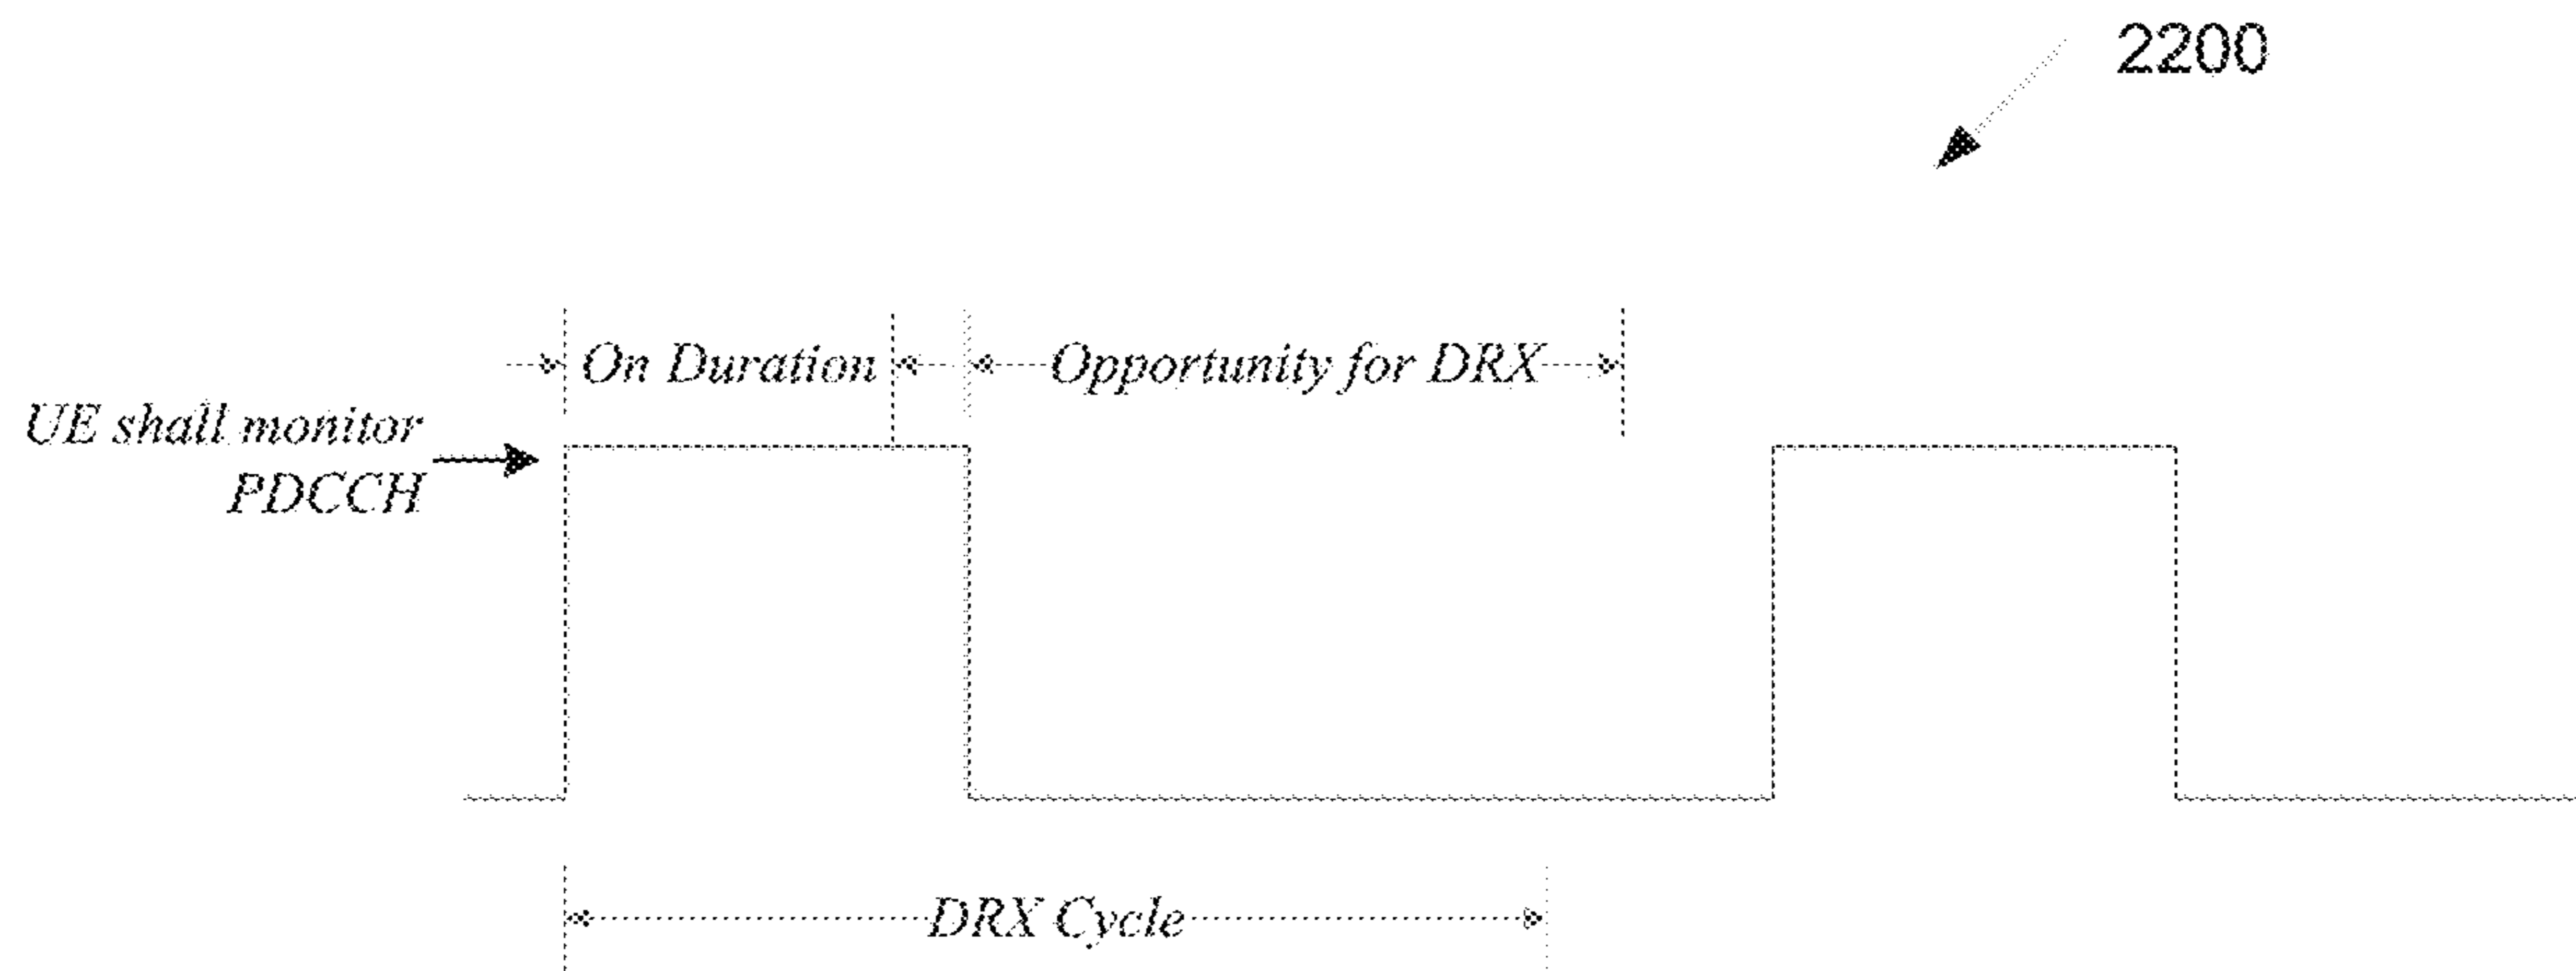 2200
On Duration
Opportunity for DRX
UE shall monitor
PDCCH
DRX Cycle